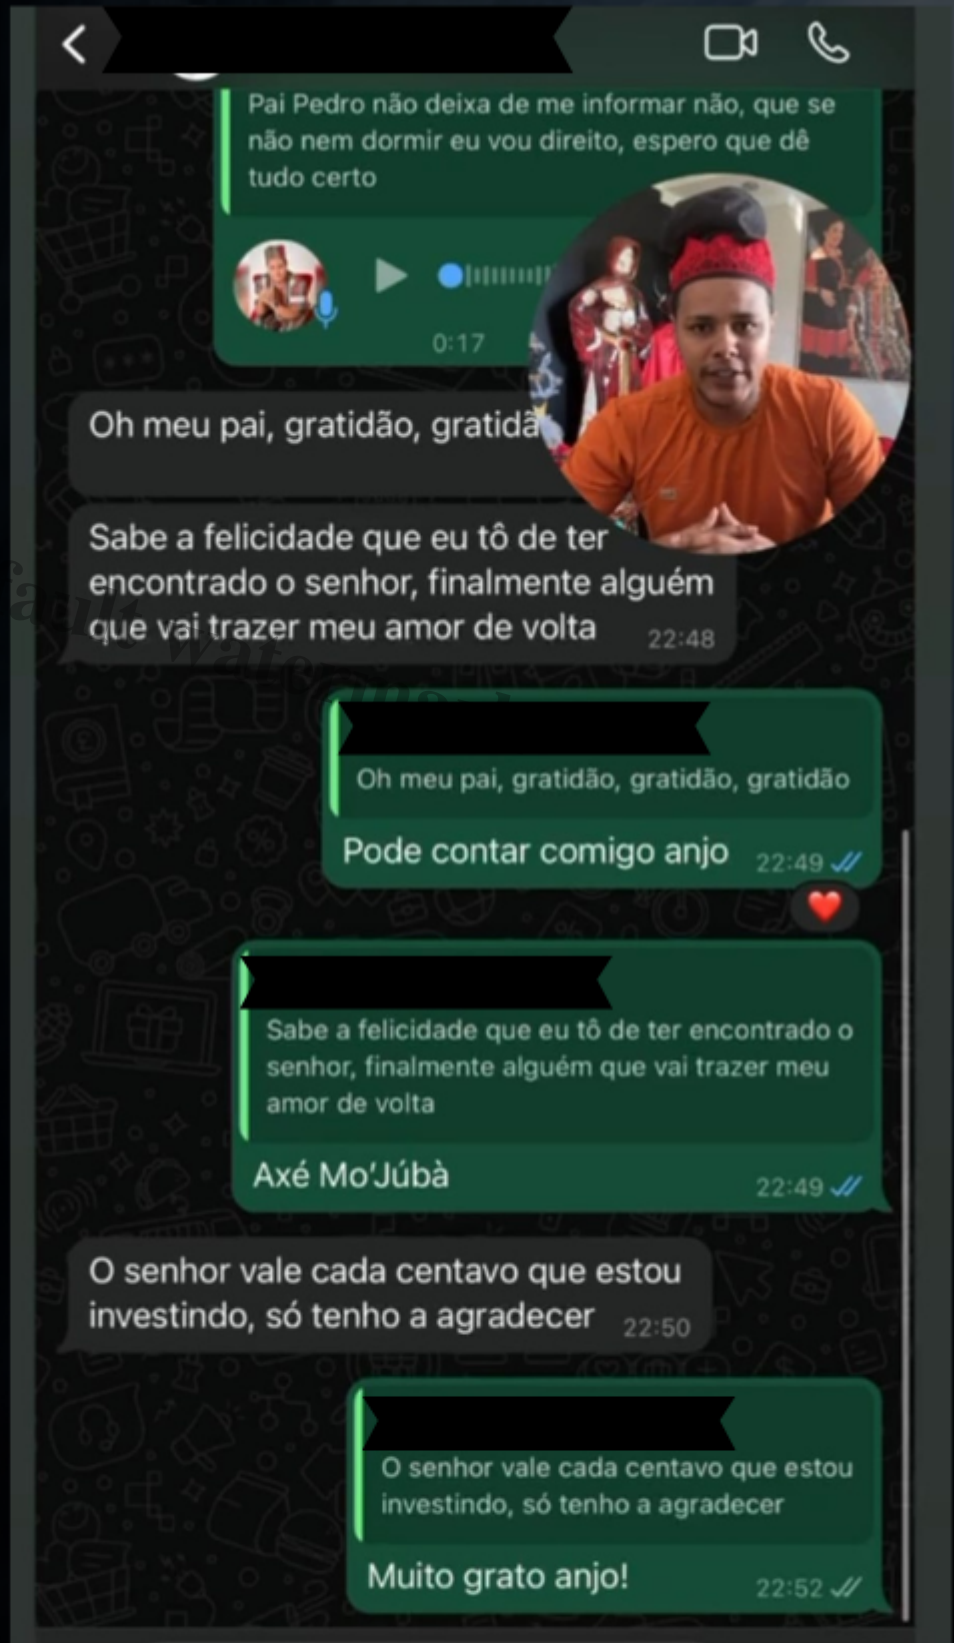 Pai Pedro não deixa de me informar não, que se
não nem dormir eu vou direito, espero que dê
tudo certo
0:17
Oh meu pai, gratidão,
Sabe a felicidade que eu tô de ter
encontrado o senhor, finalmente alguém
que vai trazer meu amor de volta 22:48
Oh meu pai, gratidão, gratidão, gratidão
Pode contar comigo anjo 22:49
Sabe a felicidade que eu tô de ter encontrado o
senhor, finalmente alguém que vai trazer meu
amor de volta
Axé Mo'Júbà 22:49
O senhor vale cada centavo que estou
investindo, só tenho a agradecer 22:50
O senhor vale cada centavo que estou
investindo, só tenho a agradecer
Muito grato anjo! 22:52